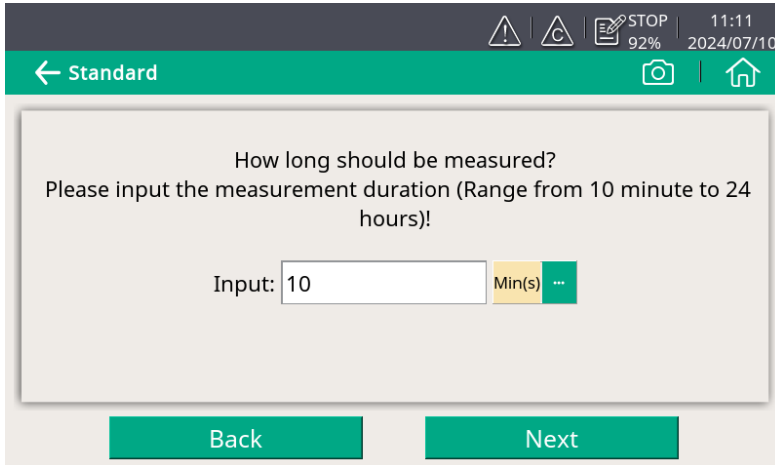 STOP 11:11
92% 2024/07/10
Standard
How long should be measured?
Please input the measurement duration (Range from 10 minute to 24
hours)!
Input: 10 Min(s) ...
Back Next